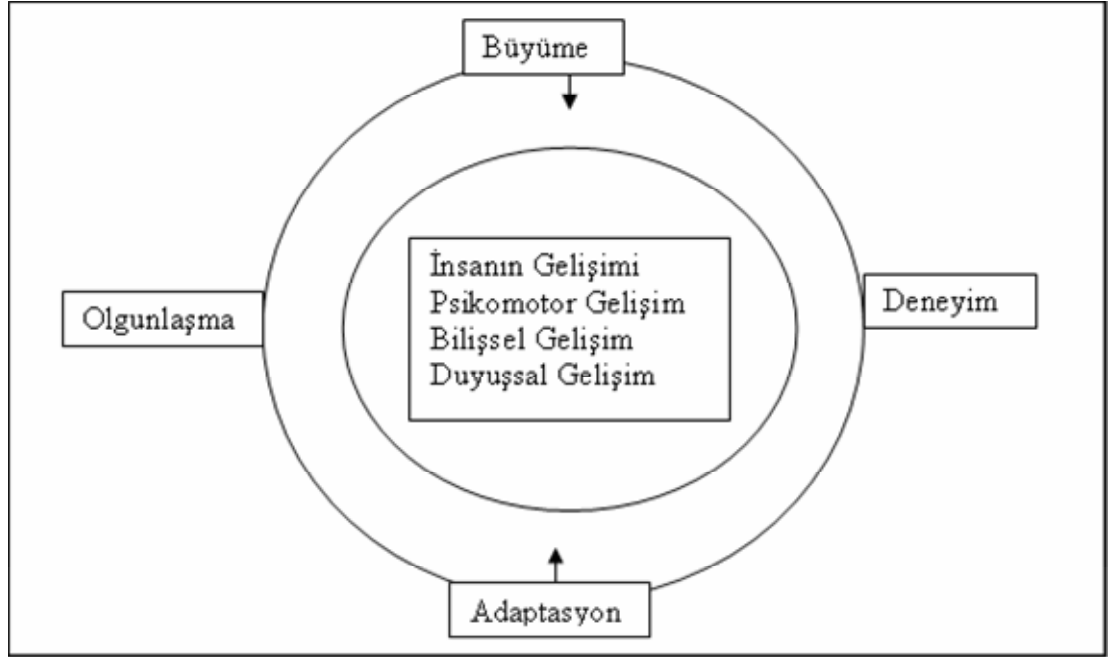 Büyüme
Olgunlaşma
İnsanın Gelişimi
Psikomotor Gelişim
Bilişsel Gelişim
Duyuşsal Gelişim
Deneyim
Adaptasyon